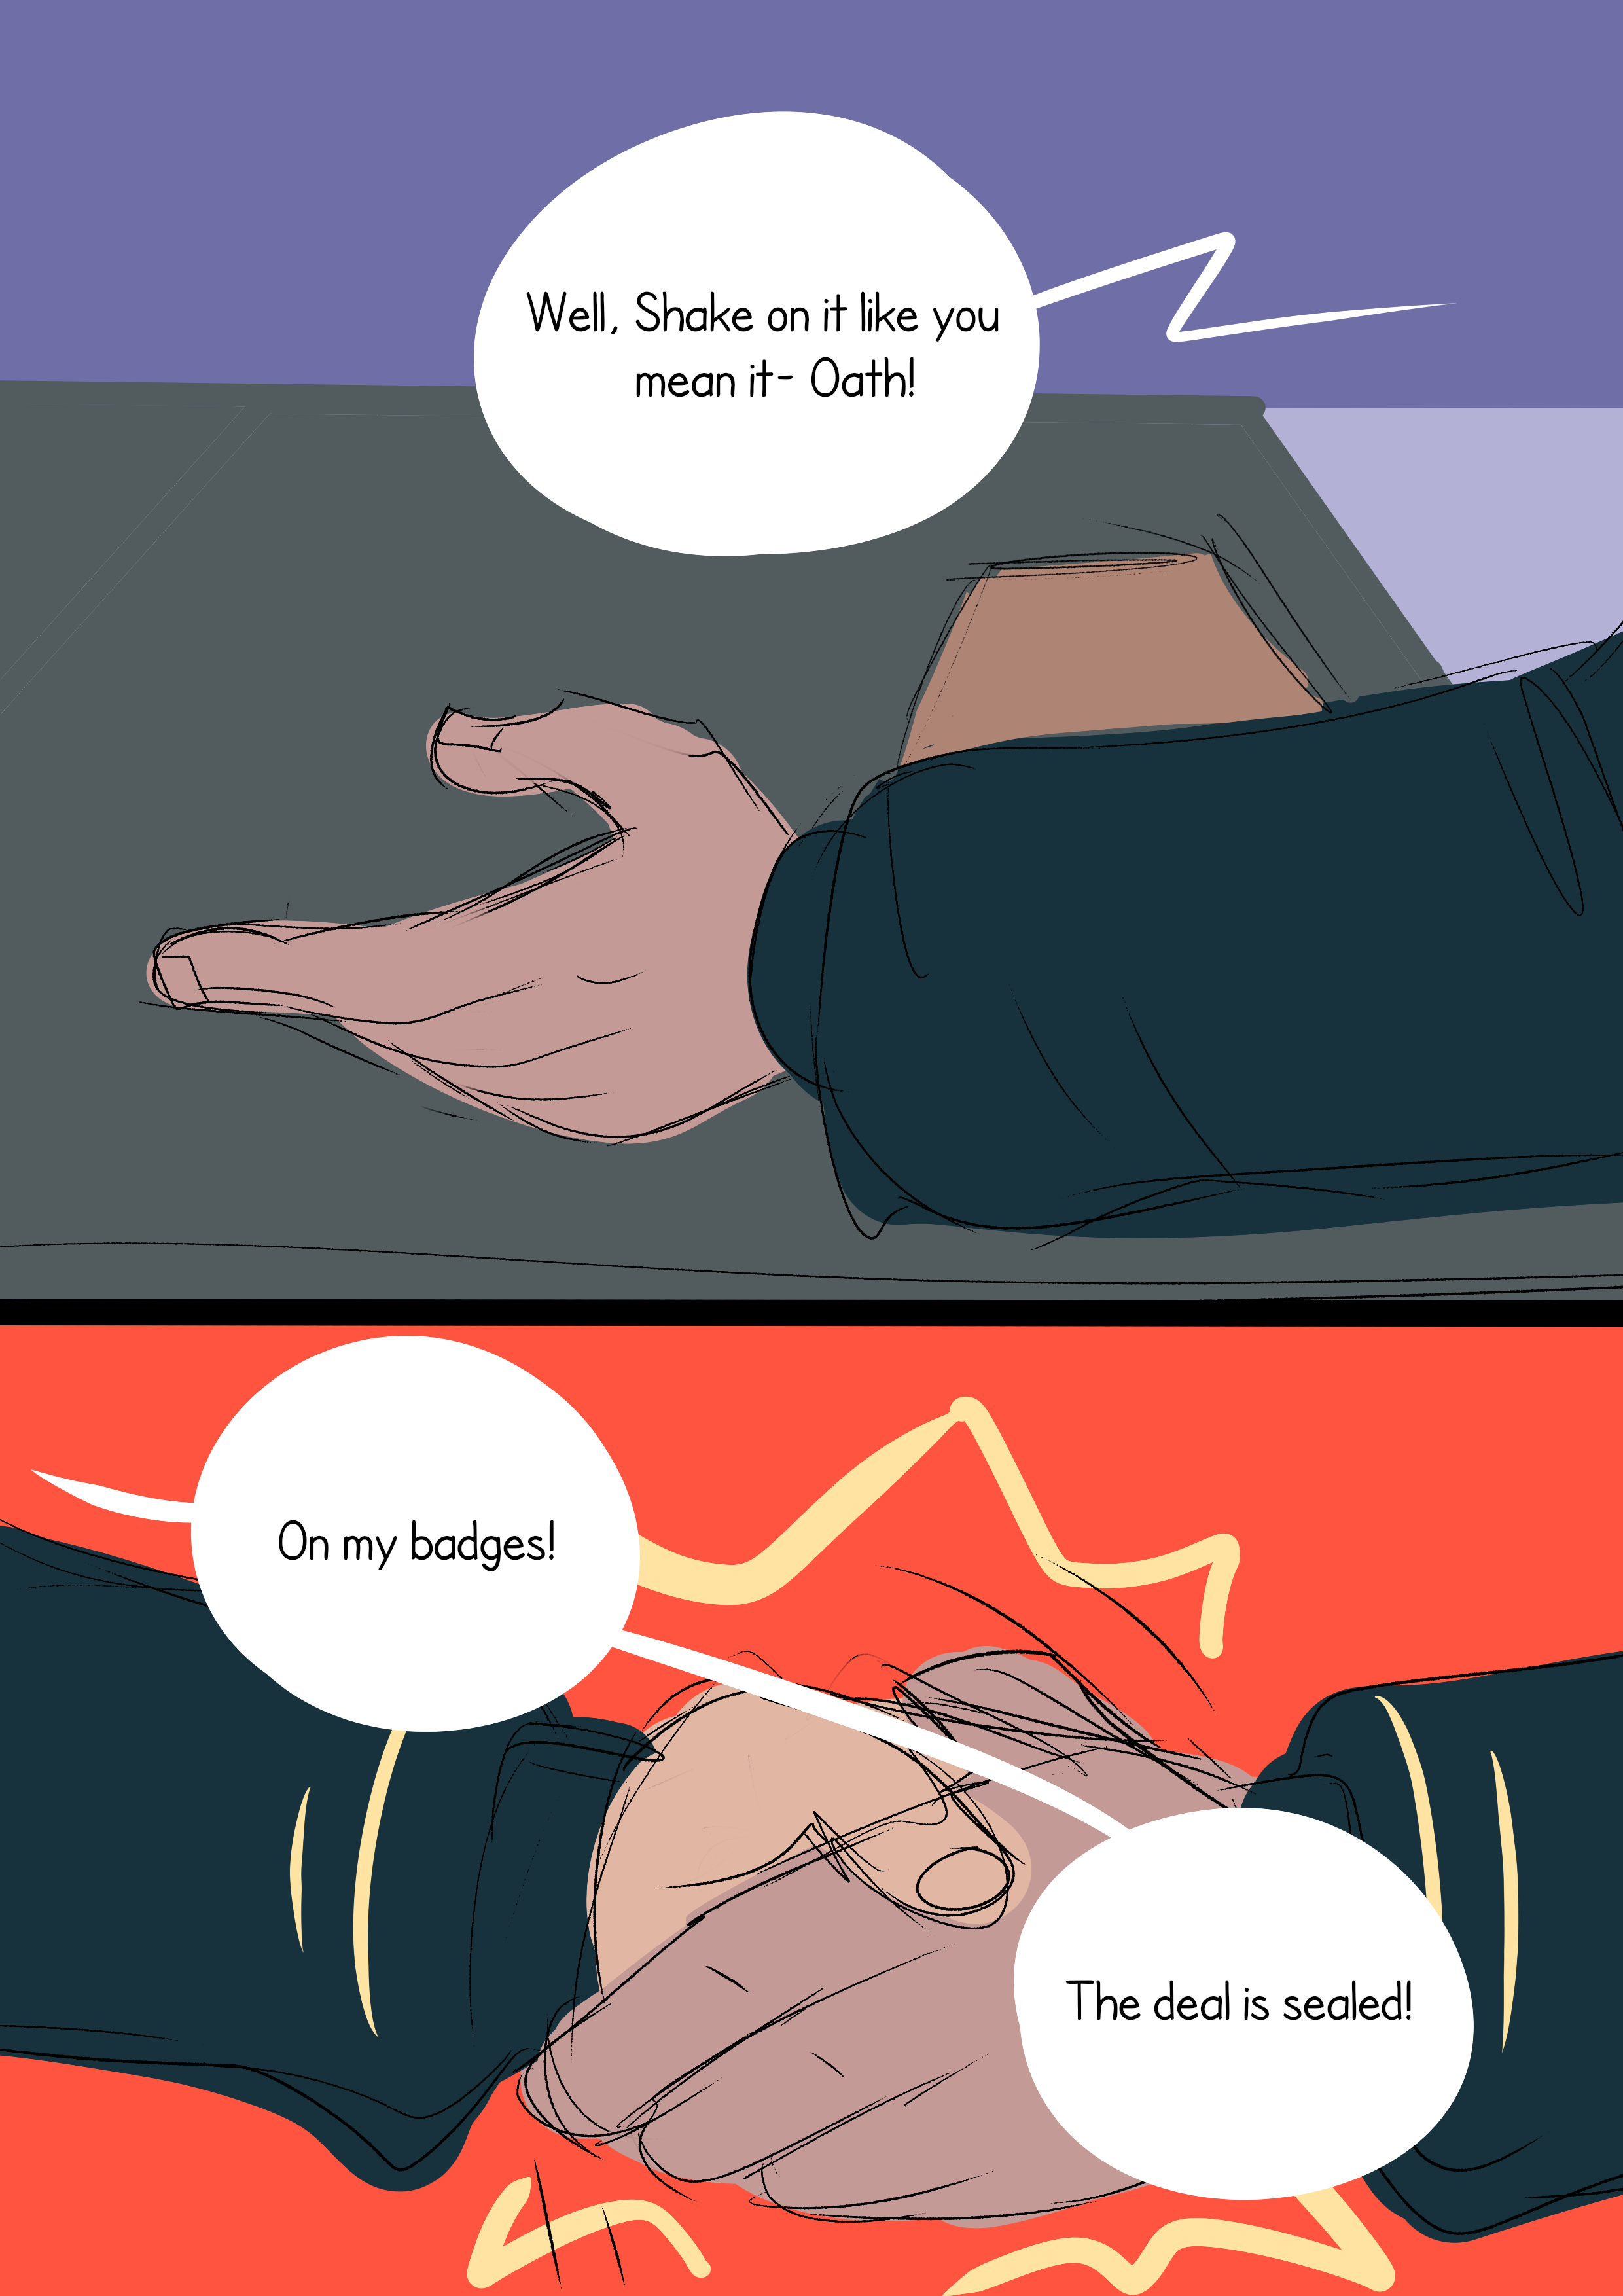 Well, Shake on it like you
mean it- Oath!
On my badges!
The deal is sealed!